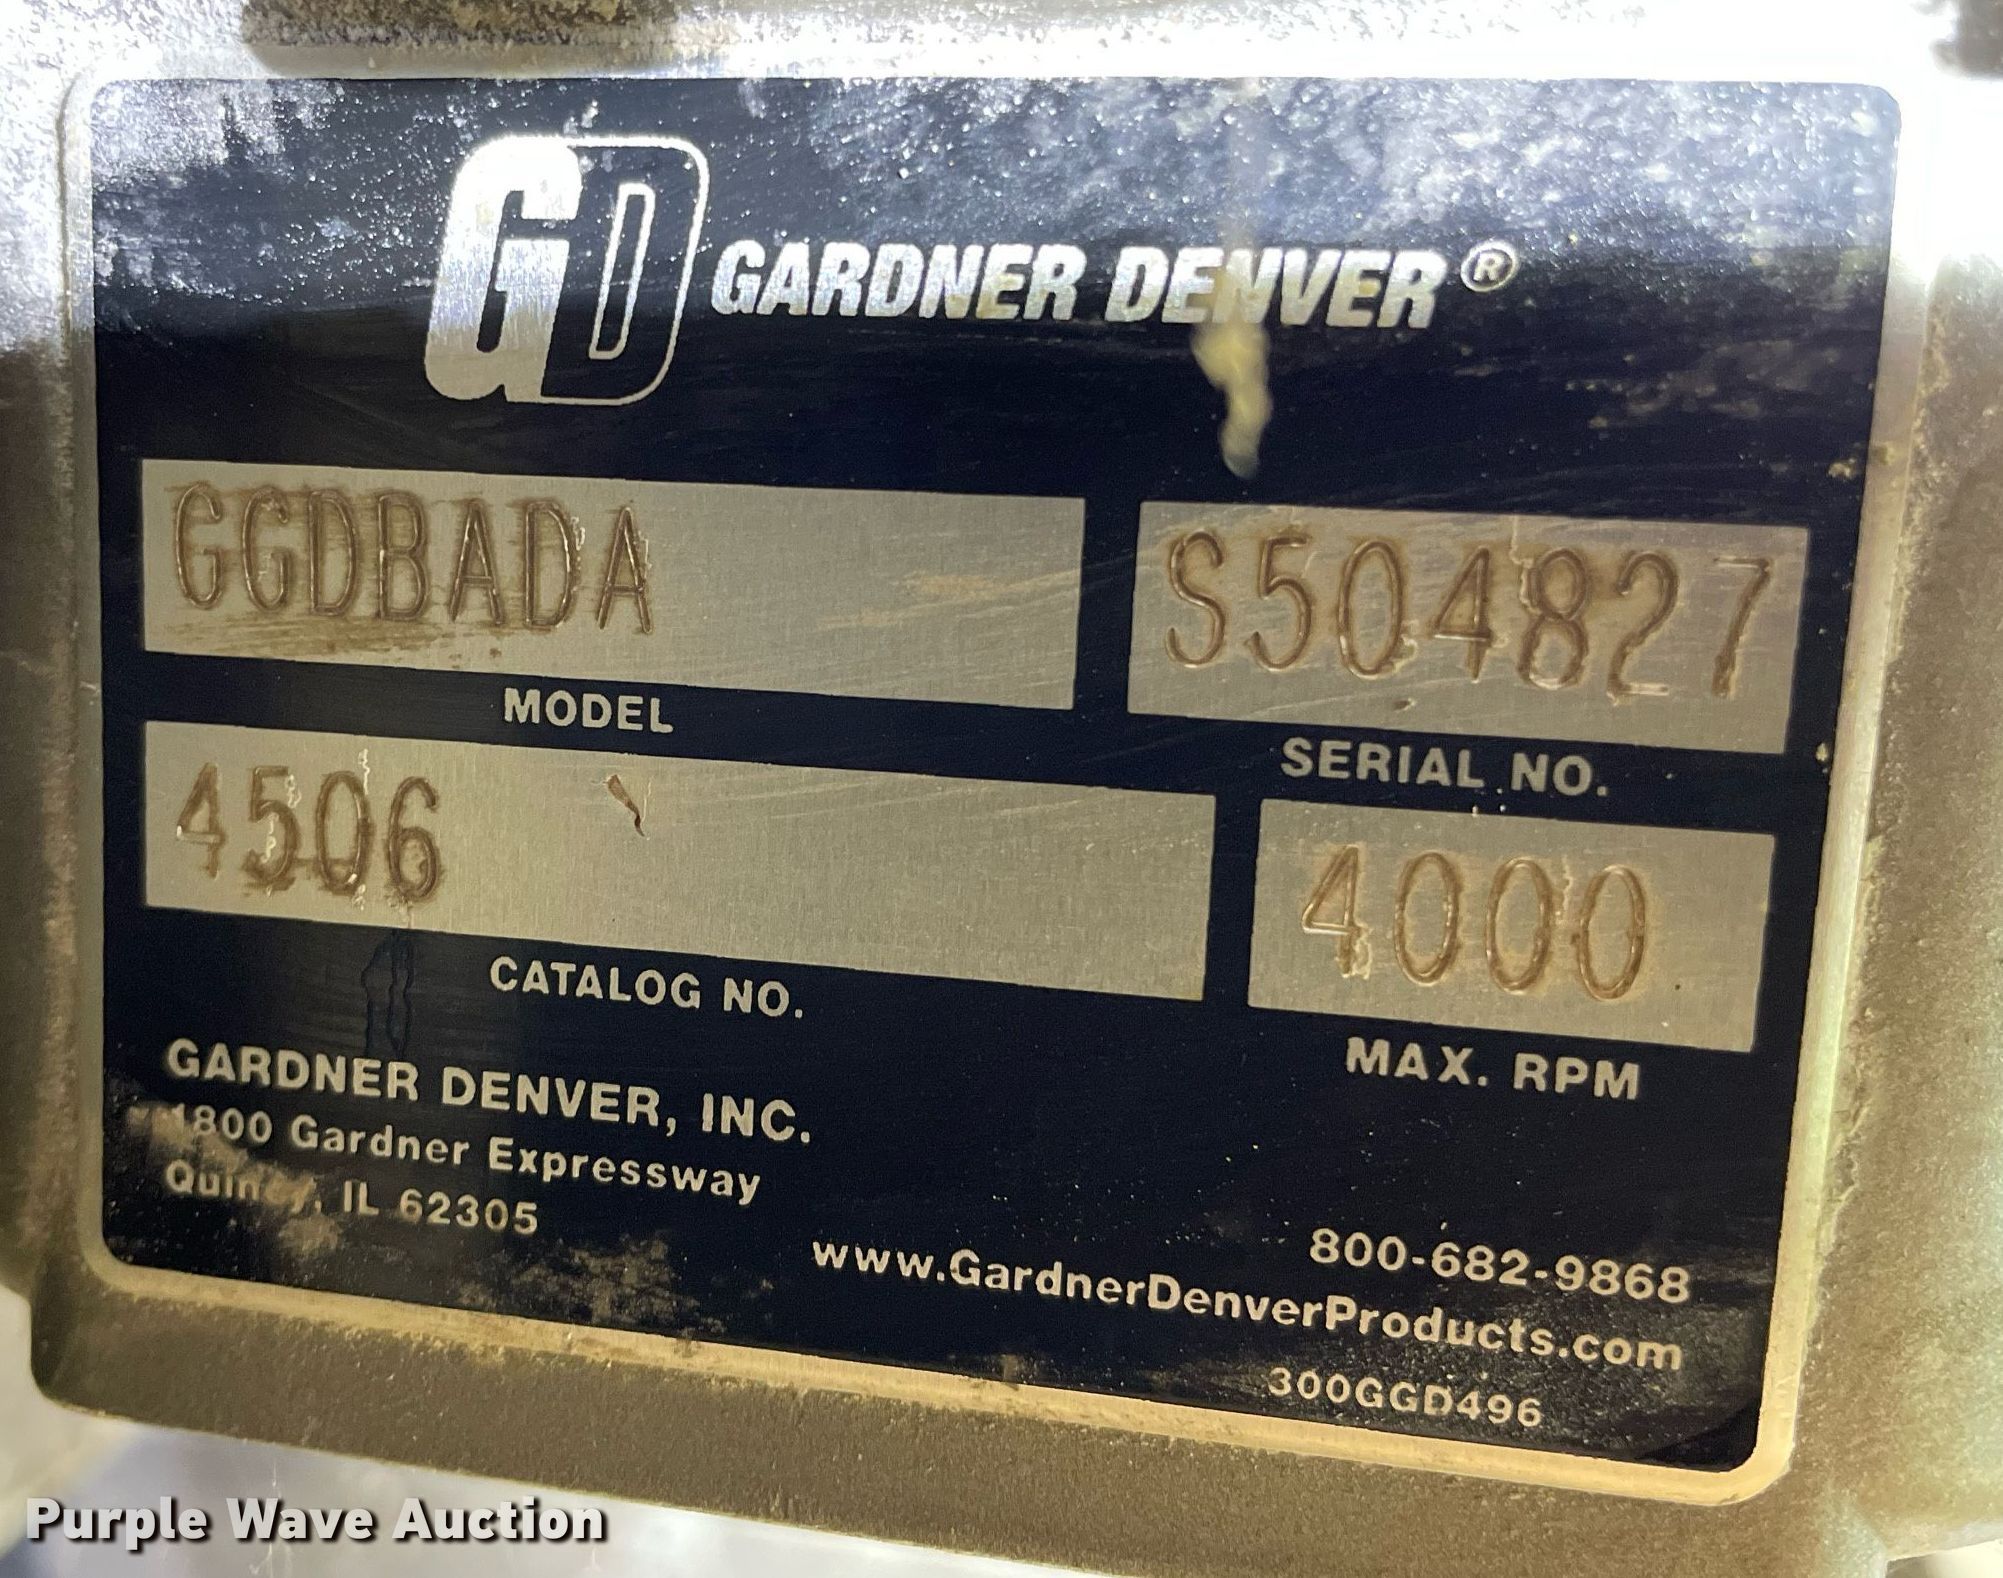 GD GARDNER DENVER®
GGDBADA
MODEL
S504827
SERIAL NO.
4506
CATALOG NO.
4000
MAX. RPM
GARDNER DENVER, INC.
1800 Gardner Expressway
Quincy, IL 62305
800-682-9868
www.GardnerDenverProducts.com
300GGD496
Purple Wave Auction